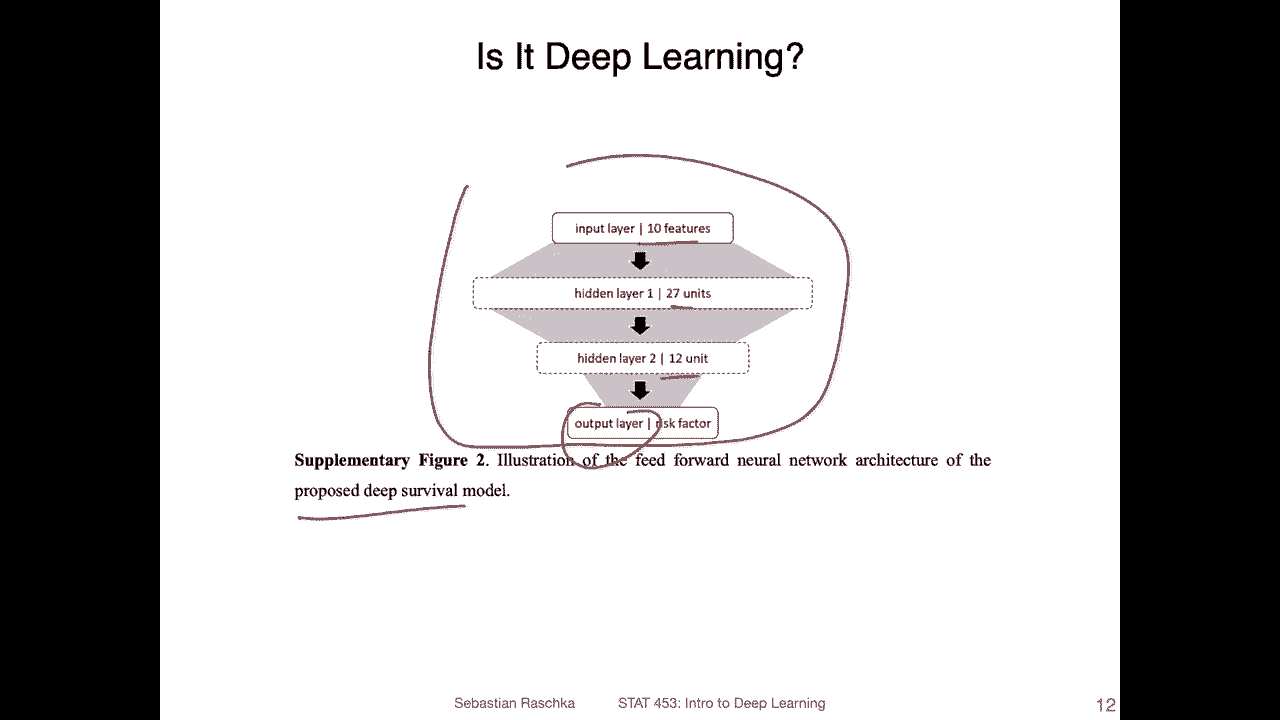 Is It Deep Learning?
input layer | 10 features
hidden layer 1 | 27 units
hidden layer 2 | 12 unit
output layer | risk factor
Supplementary Figure 2. Illustration of the feed forward neural network architecture of the
proposed deep survival model.
Sebastian Raschka STAT 453: Intro to Deep Learning 12